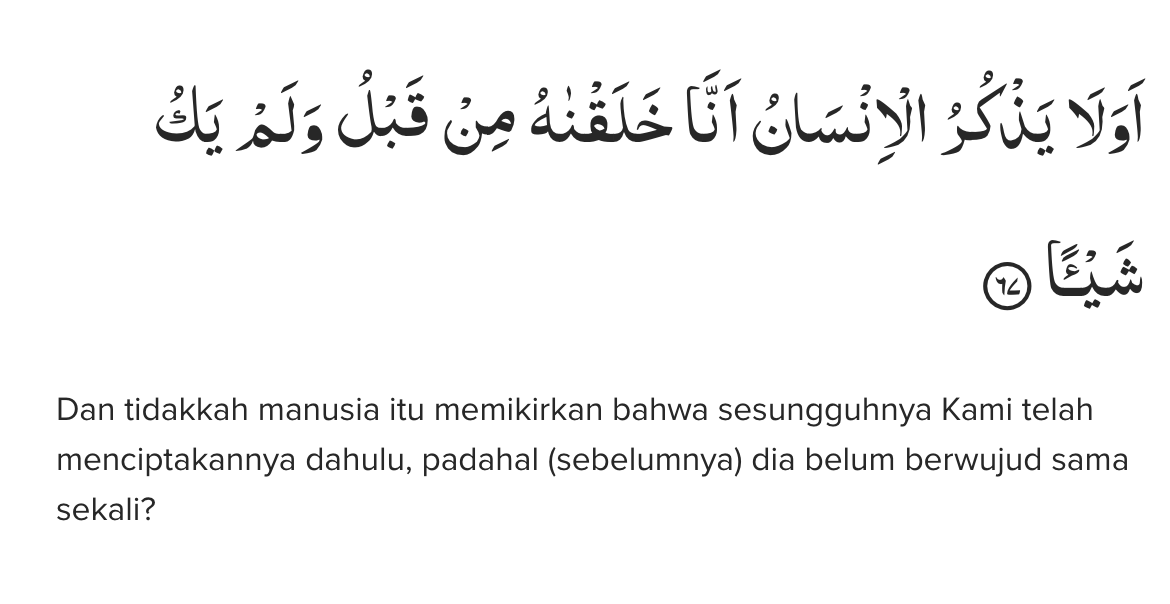 اَوَلَا يَذْكُرُ الْاِنْسَانُ اَنَّا خَلَقْنٰهُ مِنْ قَبْلُ وَلَمْ يَكُ
شَيْـًٔا ٦٧
Dan tidakkah manusia itu memikirkan bahwa sesungguhnya Kami telah
menciptakannya dahulu, padahal (sebelumnya) dia belum berwujud sama
sekali?